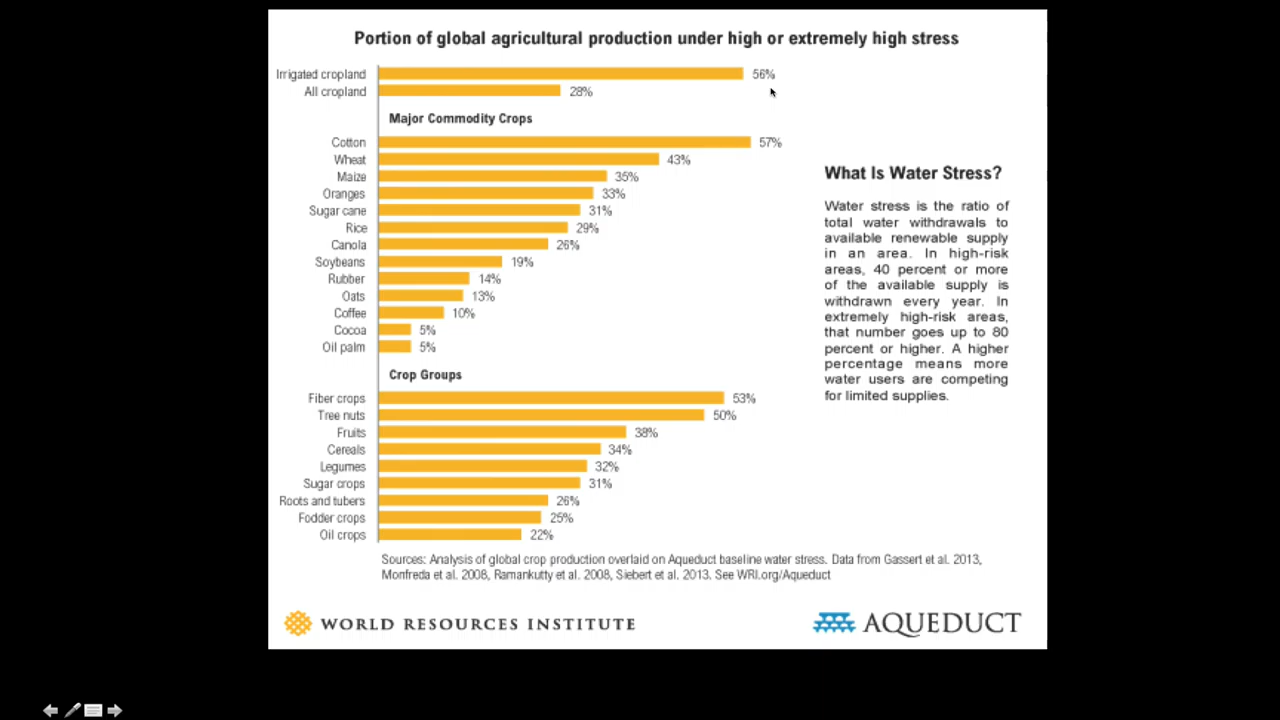 Portion of global agricultural production under high or extremely high stress
Irrigated cropland 56%
All cropland 28%
Major Commodity Crops
Cotton 57%
Wheat 43%
Maize 35%
Oranges 33%
Sugar cane 31%
Rice 29%
Canola 26%
Soybeans 19%
Rubber 14%
Oats 13%
Coffee 10%
Cocoa 5%
Oil palm 5%
Crop Groups
Fiber crops 53%
Tree nuts 50%
Fruits 38%
Cereals 34%
Legumes 32%
Sugar crops 31%
Roots and tubers 26%
Fodder crops 25%
Oil crops 22%
What Is Water Stress?
Water stress is the ratio of
total water withdrawals to
available renewable supply
in an area. In high-risk
areas, 40 percent or more
of the available supply is
withdrawn every year. In
extremely high-risk areas,
that number goes up to 80
percent or higher. A higher
percentage means more
water users are competing
for limited supplies.
Sources: Analysis of global crop production overlaid on Aqueduct baseline water stress. Data from Gassert et al. 2013,
Monfreda et al. 2008, Ramankutty et al. 2008, Siebert et al. 2013. See WRI.org/Aqueduct
WORLD RESOURCES INSTITUTE
AQUEDUCT